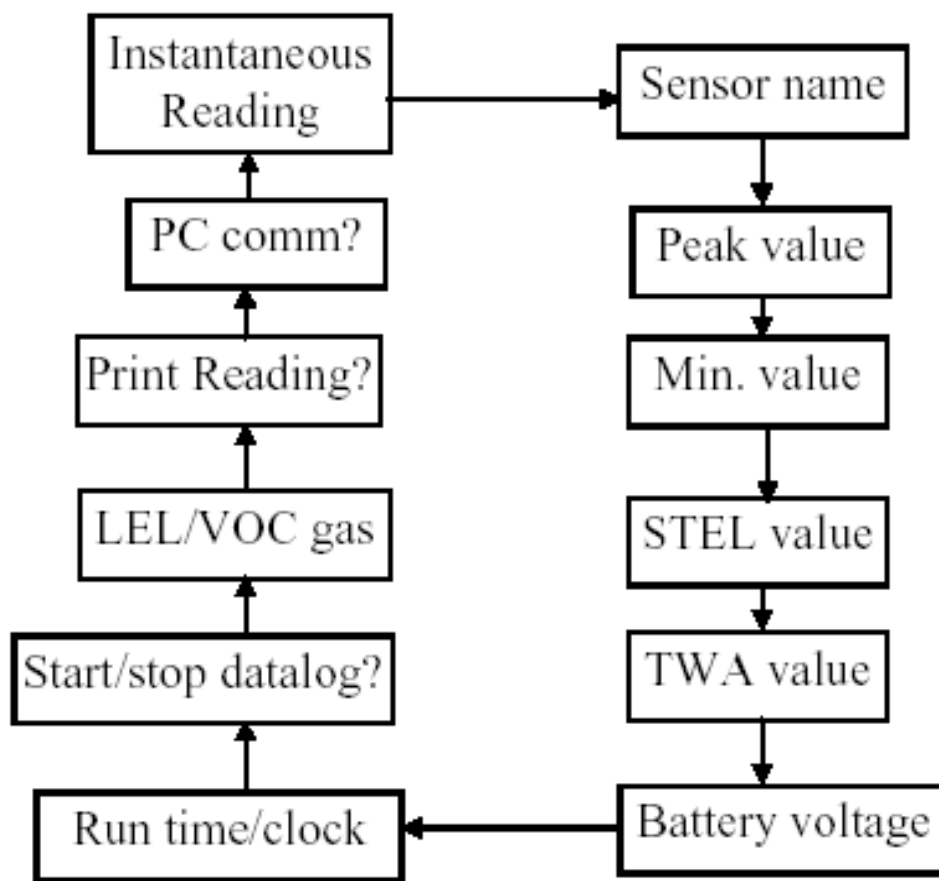 Instantaneous
Reading
Sensor name
PC comm?
Peak value
Print Reading?
Min. value
LEL/VOC gas
STEL value
Start/stop datalog?
TWA value
Run time/clock
Battery voltage